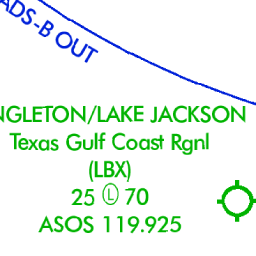 ADS-B OUT
NGLETON/LAKE JACKSON
Texas Gulf Coast Rgnl
(LBX)
25 Ⓛ 70
ASOS 119.925